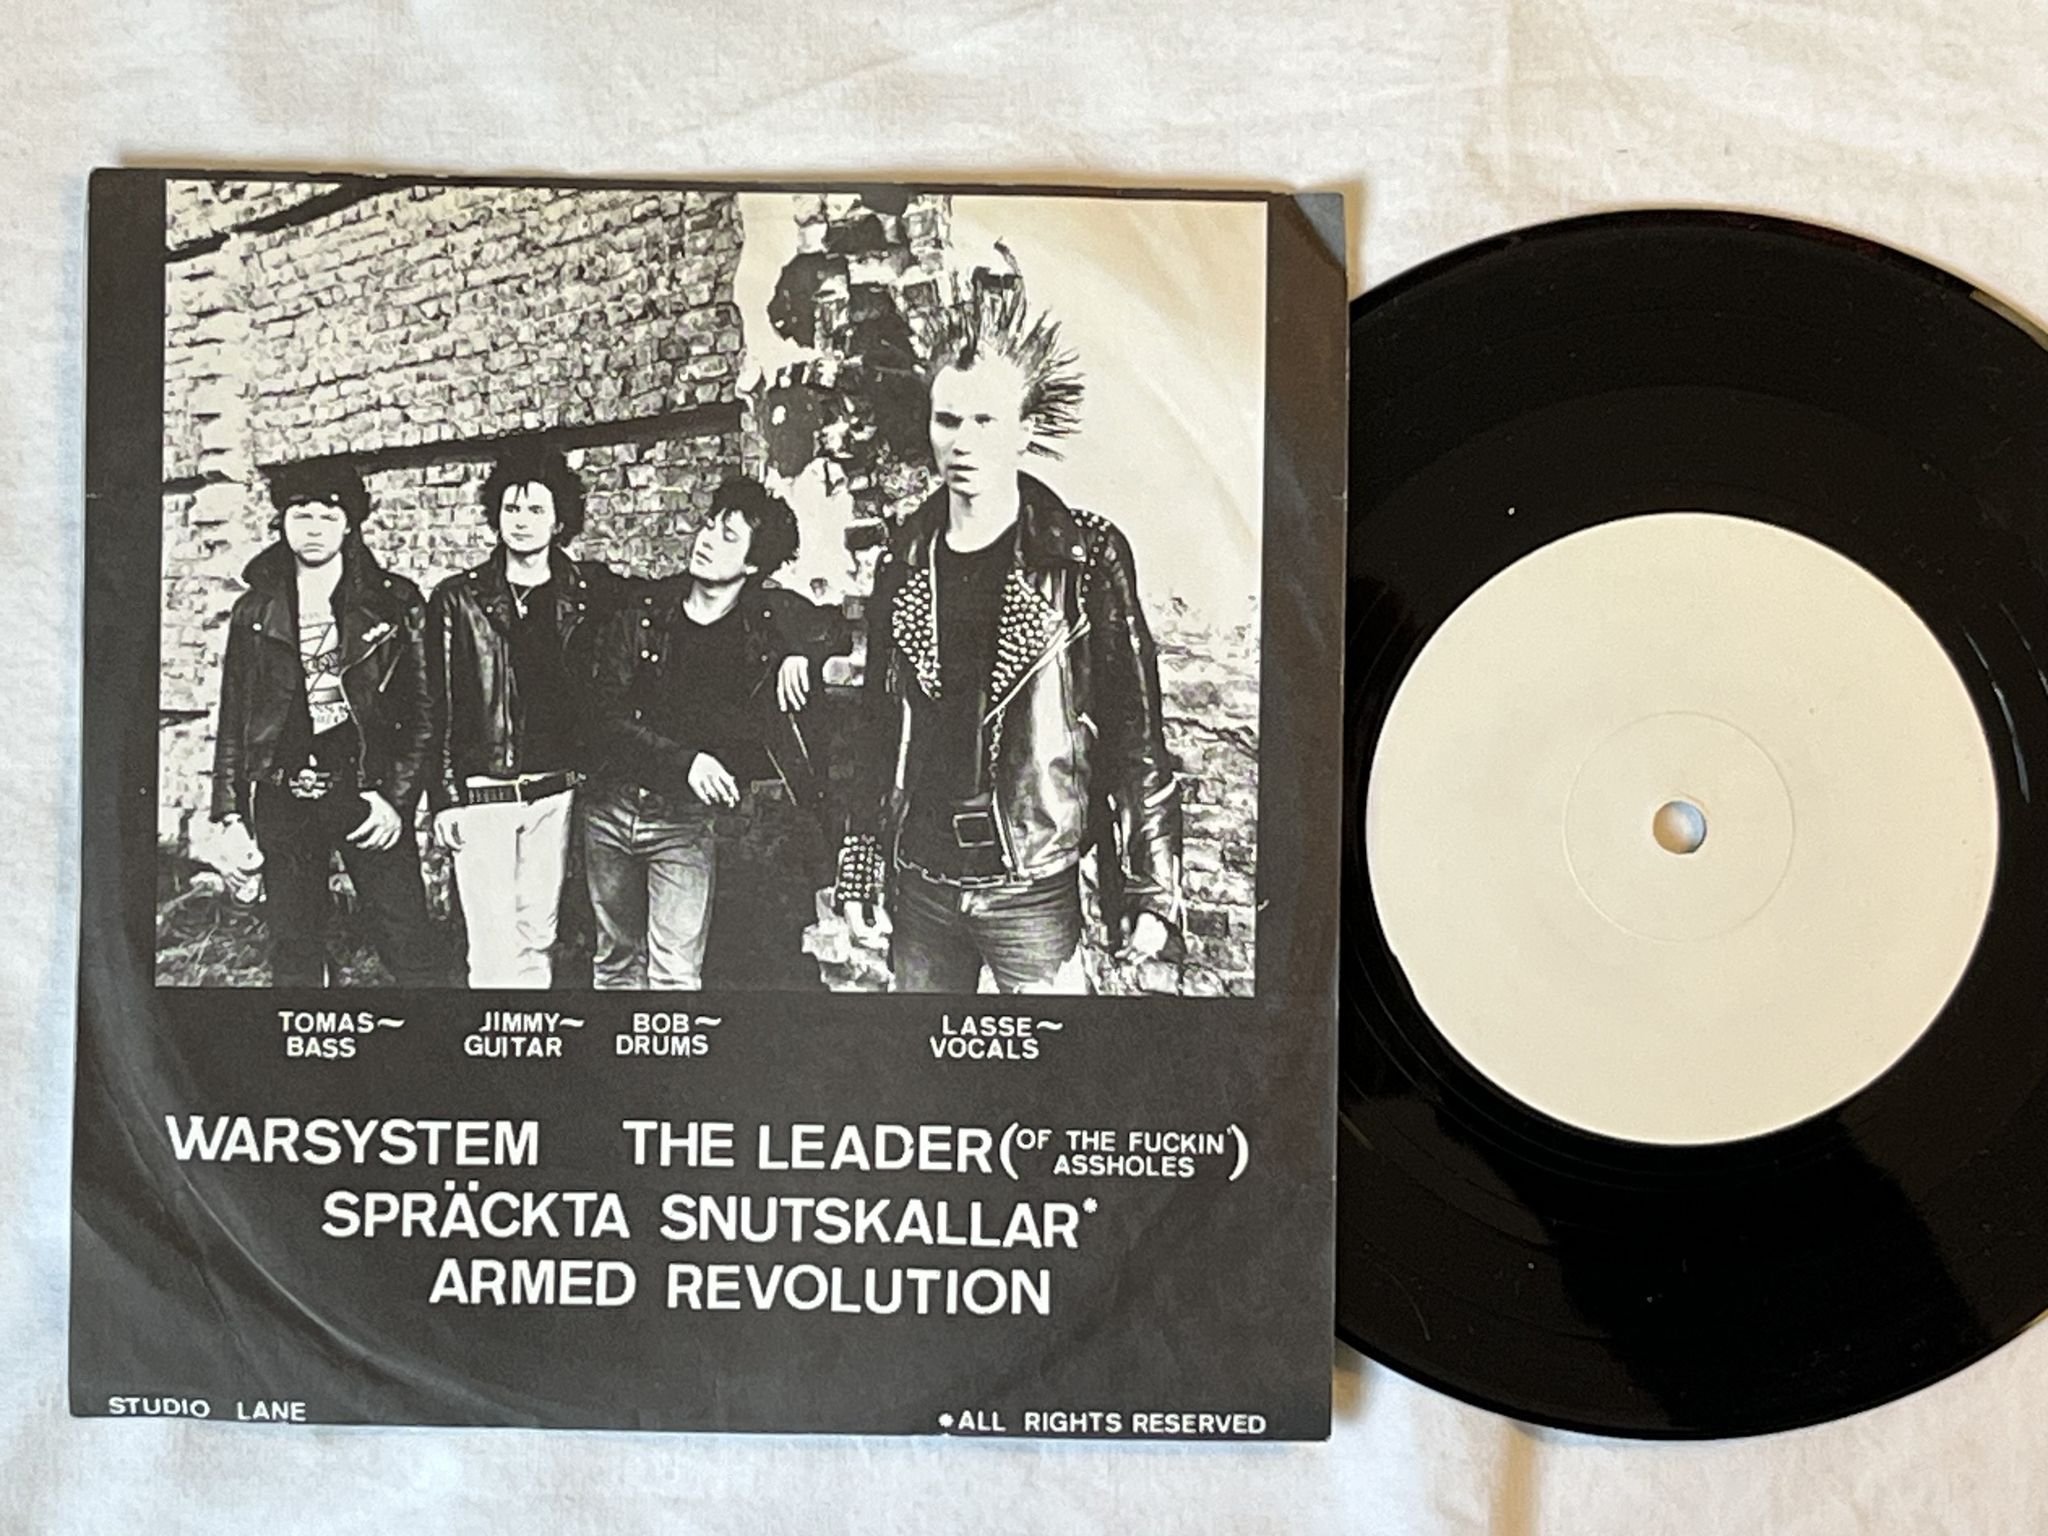 TOMAS~ JIMMY~ BOB~ LASSE~
BASS GUITAR DRUMS VOCALS
WARSYSTEM THE LEADER (OF THE FUCKIN' ASSHOLES)
SPRÄCKTA SNUTSKALLAR*
ARMED REVOLUTION
STUDIO LANE *ALL RIGHTS RESERVED